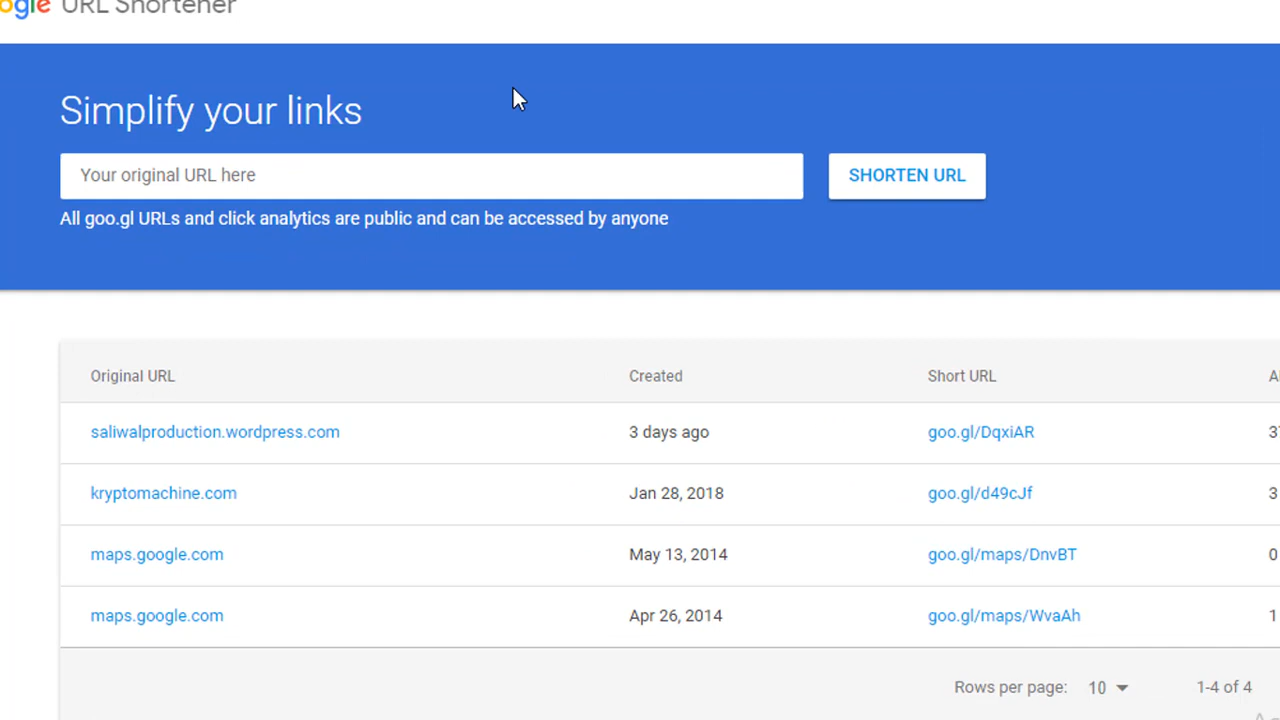 ogle URL Shortener
Simplify your links
Your original URL here
SHORTEN URL
All goo.gl URLs and click analytics are public and can be accessed by anyone
Original URL Created Short URL
saliwalproduction.wordpress.com 3 days ago goo.gl/DqxiAR
kryptomachine.com Jan 28, 2018 goo.gl/d49cJf 3
maps.google.com May 13, 2014 goo.gl/maps/DnvBT 0
maps.google.com Apr 26, 2014 goo.gl/maps/WvaAh 1
Rows per page: 10 1-4 of 4